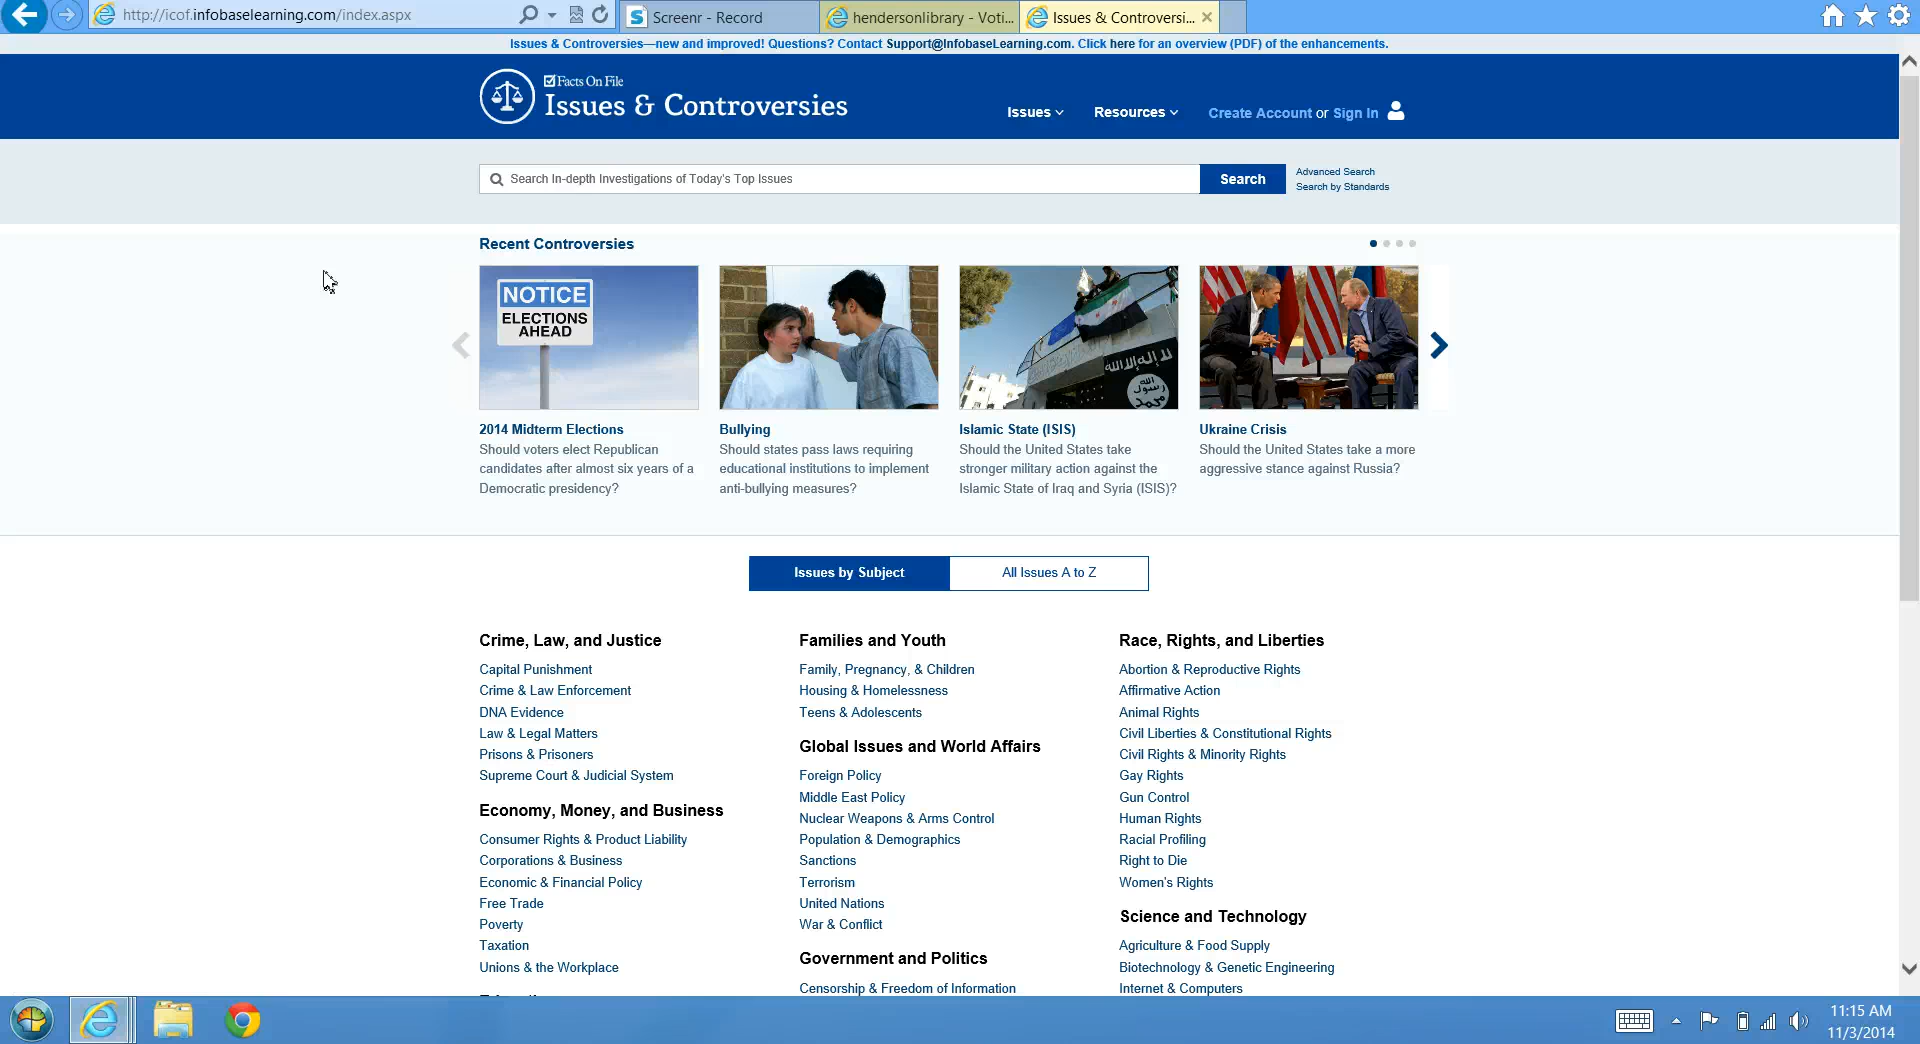 http://icof.infobaselearning.com/index.aspx
Screenr - Record
hendersonlibrary - Voti...
Issues & Controversi...
Issues & Controversies—new and improved! Questions? Contact Support@InfobaseLearning.com. Click here for an overview (PDF) of the enhancements.
Facts On File
Issues & Controversies
Issues
Resources
Create Account or Sign In
Search In-depth Investigations of Today's Top Issues
Search
Advanced Search
Search by Standards
Recent Controversies
NOTICE
ELECTIONS
AHEAD
2014 Midterm Elections
Should voters elect Republican
candidates after almost six years of a
Democratic presidency?
Bullying
Should states pass laws requiring
educational institutions to implement
anti-bullying measures?
Islamic State (ISIS)
Should the United States take
stronger military action against the
Islamic State of Iraq and Syria (ISIS)?
Ukraine Crisis
Should the United States take a more
aggressive stance against Russia?
Issues by Subject
All Issues A to Z
Crime, Law, and Justice
Capital Punishment
Crime & Law Enforcement
DNA Evidence
Law & Legal Matters
Prisons & Prisoners
Supreme Court & Judicial System
Economy, Money, and Business
Consumer Rights & Product Liability
Corporations & Business
Economic & Financial Policy
Free Trade
Poverty
Taxation
Unions & the Workplace
Families and Youth
Family, Pregnancy, & Children
Housing & Homelessness
Teens & Adolescents
Global Issues and World Affairs
Foreign Policy
Middle East Policy
Nuclear Weapons & Arms Control
Population & Demographics
Sanctions
Terrorism
United Nations
War & Conflict
Government and Politics
Censorship & Freedom of Information
Race, Rights, and Liberties
Abortion & Reproductive Rights
Affirmative Action
Animal Rights
Civil Liberties & Constitutional Rights
Civil Rights & Minority Rights
Gay Rights
Gun Control
Human Rights
Racial Profiling
Right to Die
Women's Rights
Science and Technology
Agriculture & Food Supply
Biotechnology & Genetic Engineering
Internet & Computers
11:15 AM
11/3/2014